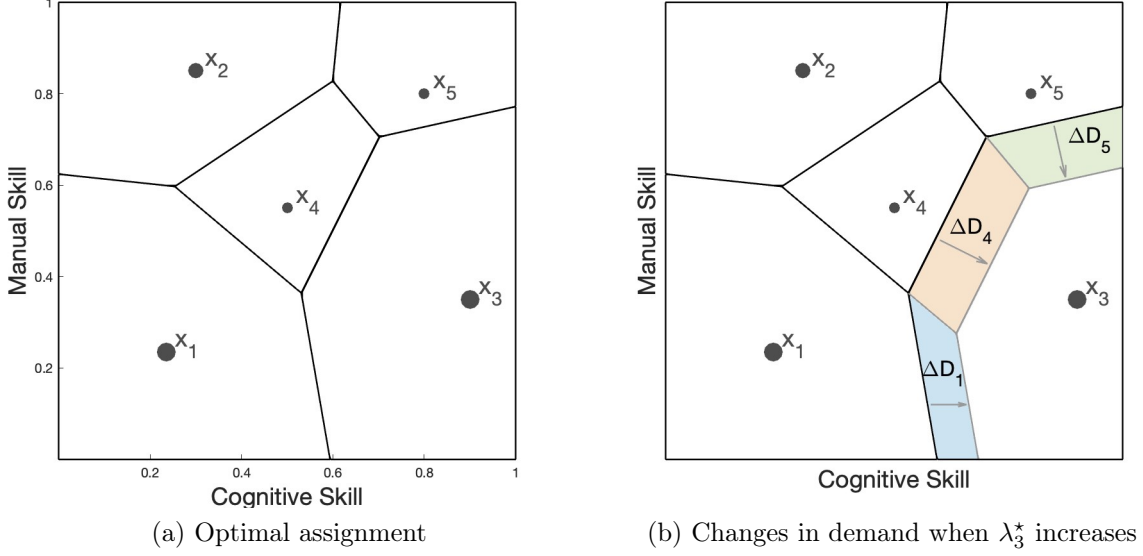 1
x₂
x₅
0.8
0.6
x₄
0.4
x₃
x₁
0.2
0.2
0.4
0.6
0.8
1
Manual Skill
Cognitive Skill
(a) Optimal assignment
x₂
x₅
ΔD₅
x₄
ΔD₄
x₃
x₁
ΔD₁
Manual Skill
Cognitive Skill
(b) Changes in demand when λ₃⋆ increases